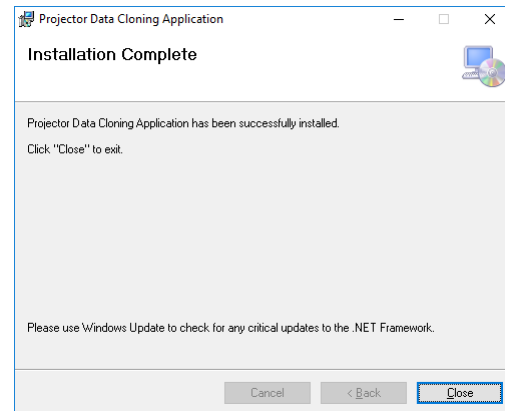 Projector Data Cloning Application
Installation Complete
Projector Data Cloning Application has been successfully installed.
Click "Close" to exit.
Please use Windows Update to check for any critical updates to the .NET Framework.
Cancel
< Back
Close